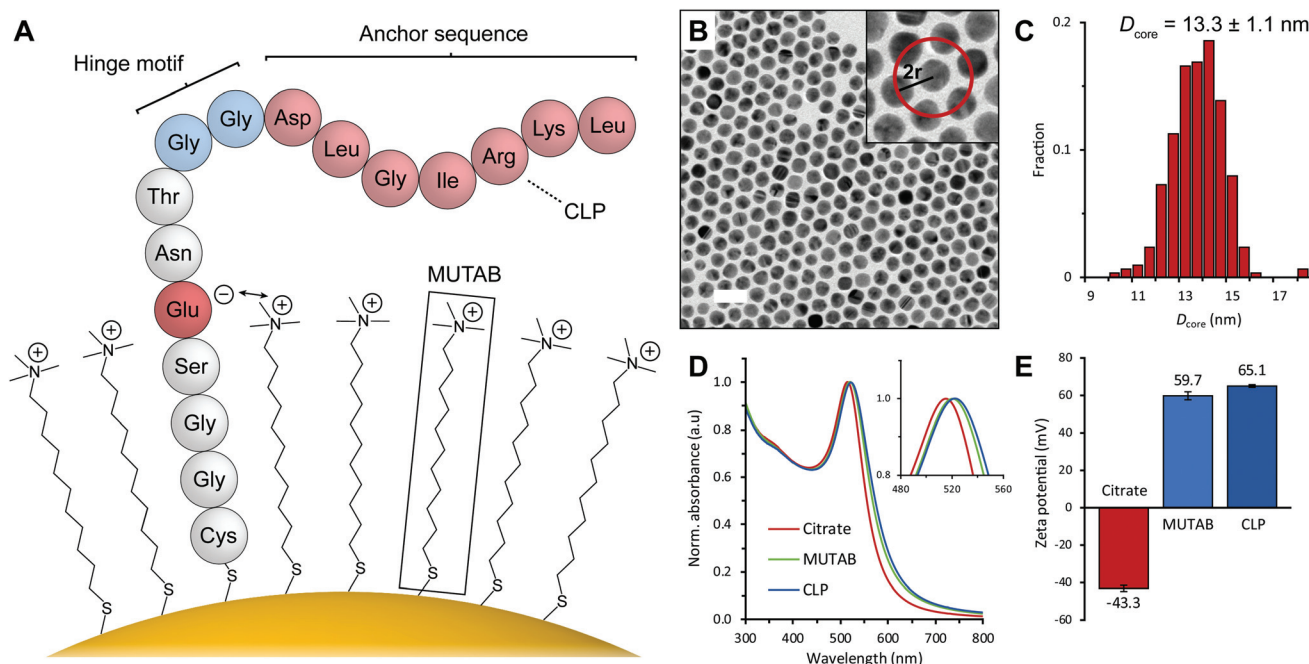 A
Hinge motif
Anchor sequence
Gly
Gly
Asp
Leu
Gly
Ile
Arg
Lys
Leu
CLP
Thr
Asn
Glu
Ser
Gly
Gly
Cys
−
+
+
+
+
+
+
+
N
N
N
N
N
N
N
MUTAB
S
S
S
S
S
S
S
S
B
2r
C
D_core = 13.3 ± 1.1 nm
Fraction
0.2
0.1
0
9
11
13
15
17
D_core (nm)
D
Norm. absorbance (a.u)
1.0
0.8
0.6
0.4
0.2
0.0
300
400
500
600
700
800
Wavelength (nm)
Citrate
MUTAB
CLP
1.0
0.8
480
520
560
E
Zeta potential (mV)
80
60
40
20
0
-20
-40
-60
Citrate
-43.3
59.7
MUTAB
65.1
CLP